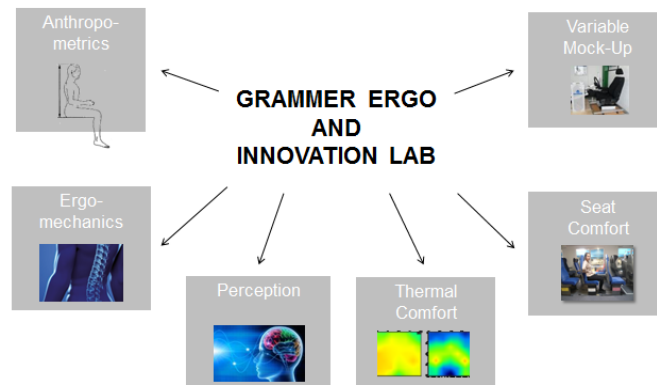 Anthropo-
metrics
Variable
Mock-Up
GRAMMER ERGO
AND
INNOVATION LAB
Ergo-
mechanics
Seat
Comfort
Perception
Thermal
Comfort